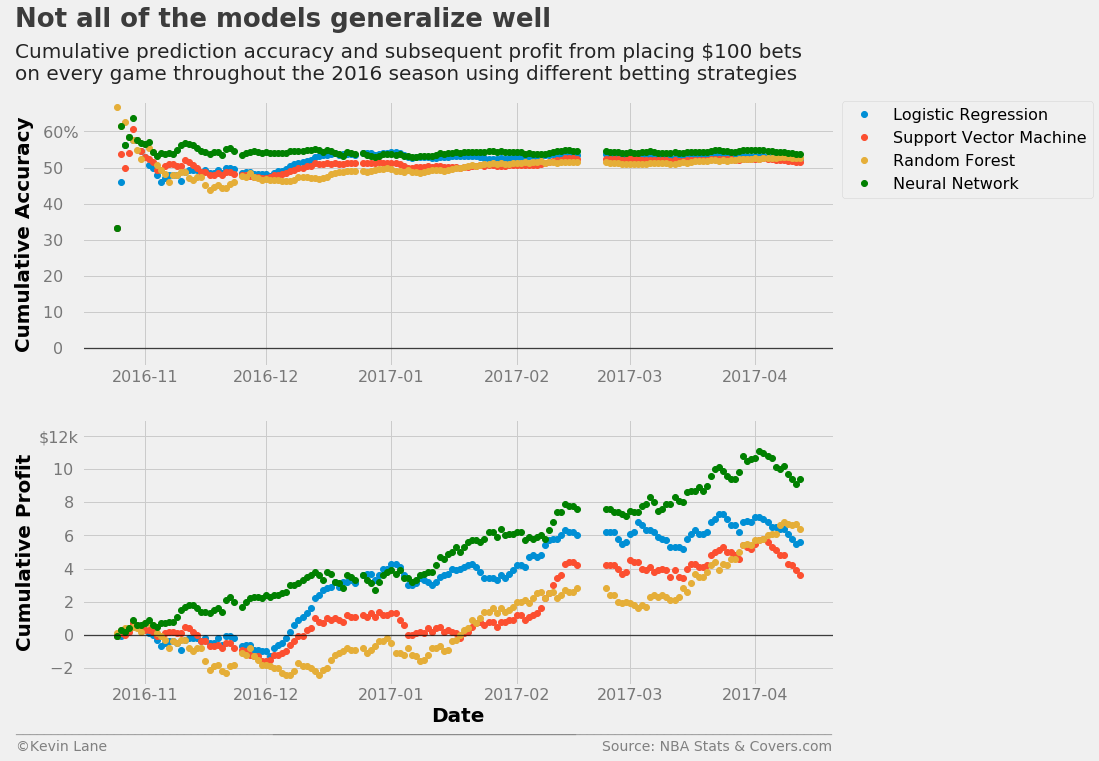 Not all of the models generalize well
Cumulative prediction accuracy and subsequent profit from placing $100 bets
on every game throughout the 2016 season using different betting strategies
Cumulative Accuracy
60%
50
40
30
20
10
0
2016-11 2016-12 2017-01 2017-02 2017-03 2017-04
Logistic Regression
Support Vector Machine
Random Forest
Neural Network
Cumulative Profit
$12k
10
8
6
4
2
0
−2
2016-11 2016-12 2017-01 2017-02 2017-03 2017-04
Date
©Kevin Lane Source: NBA Stats & Covers.com